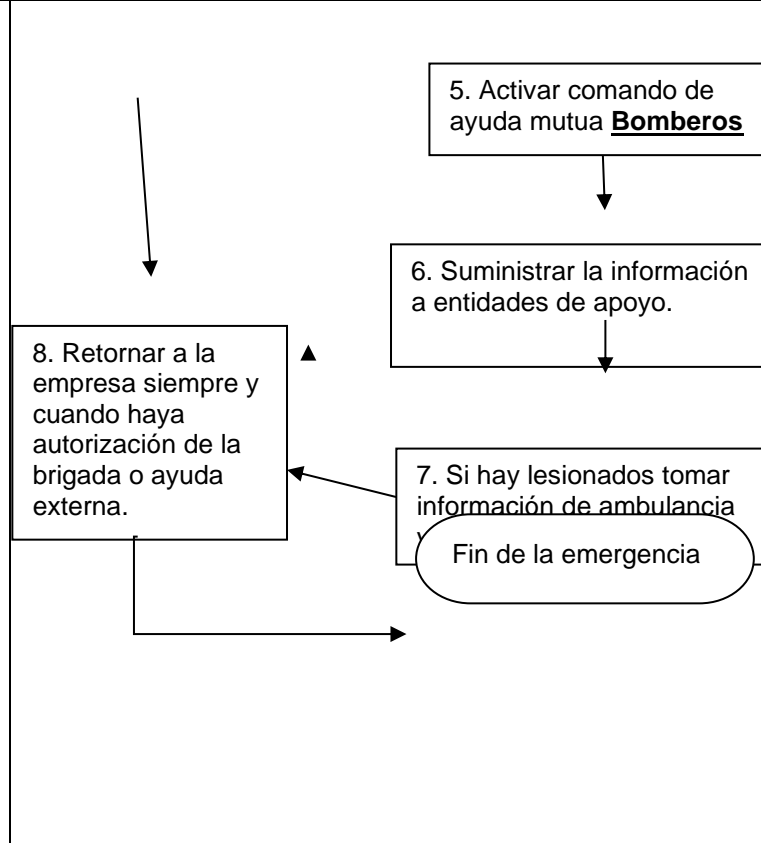 5. Activar comando de
ayuda mutua Bomberos
6. Suministrar la información
a entidades de apoyo.
8. Retornar a la
empresa siempre y
cuando haya
autorización de la
brigada o ayuda
externa.
7. Si hay lesionados tomar
información de ambulancia
Fin de la emergencia